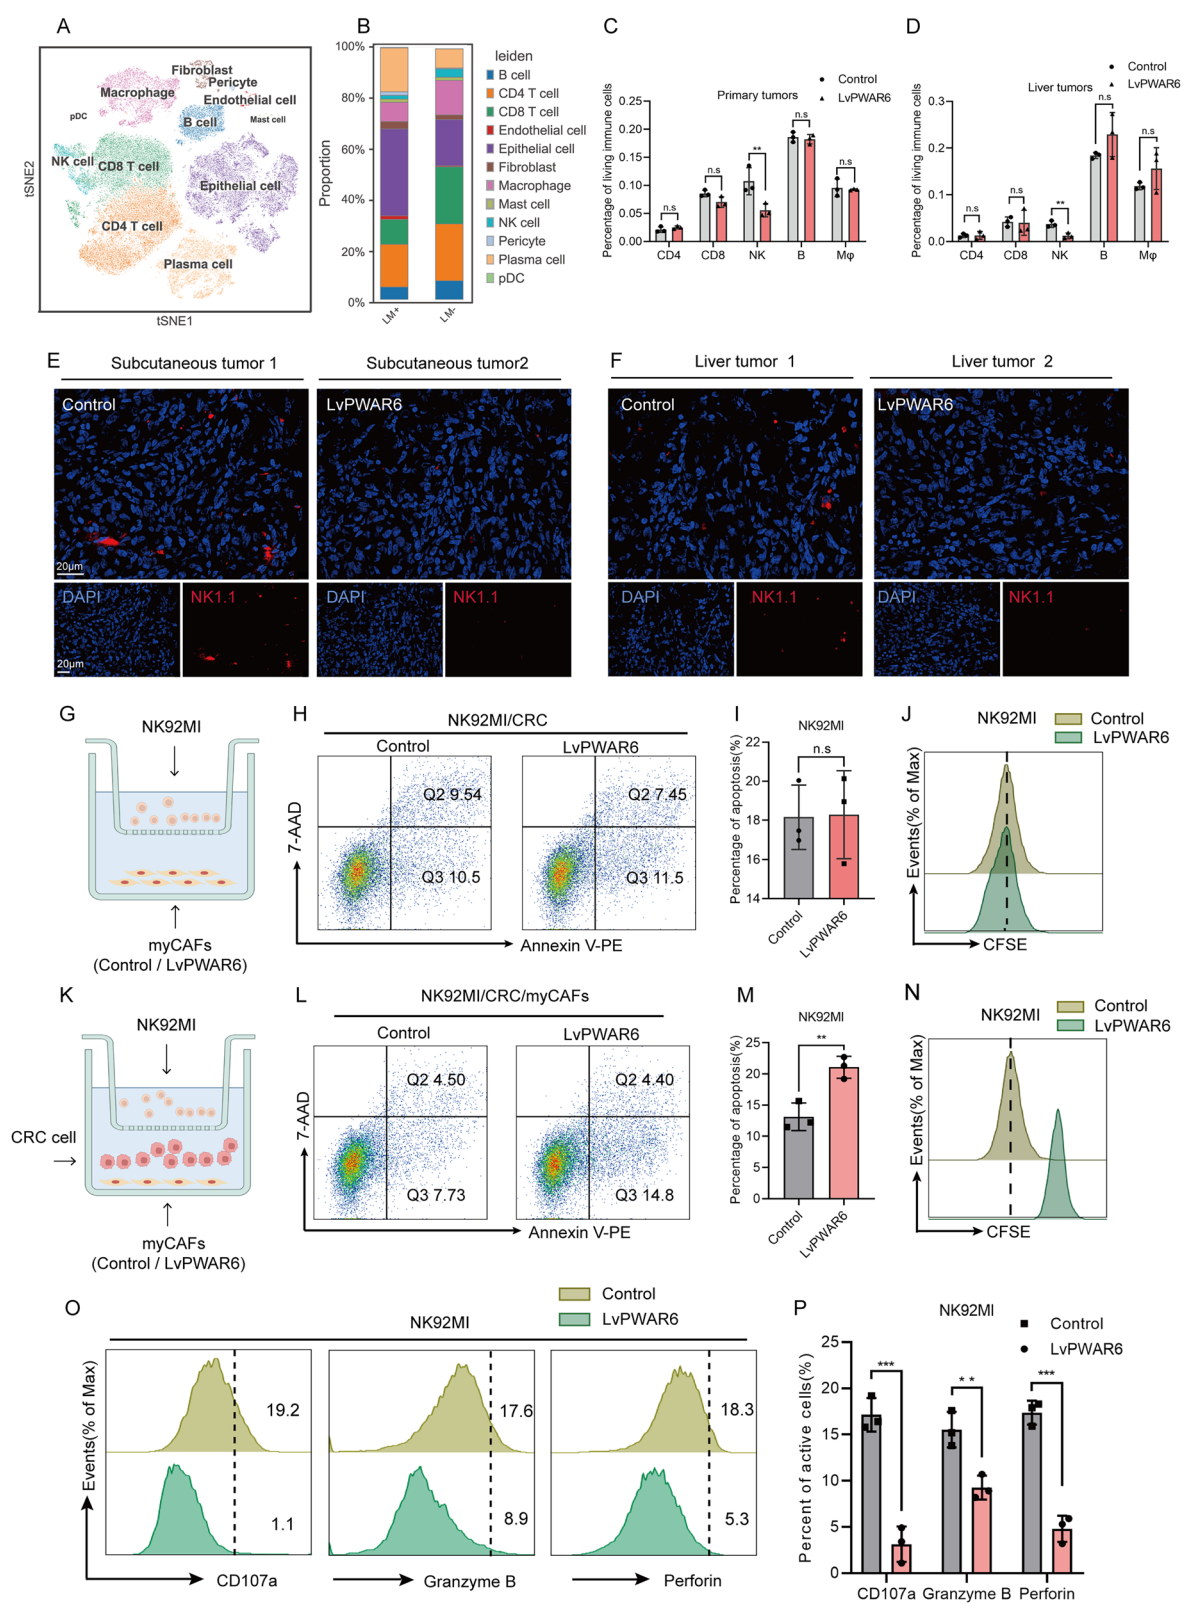 A
Fibroblast
Pericyte
Macrophage
Endothelial cell
pDC
Mast cell
B cell
NK cell
CD8 T cell
Epithelial cell
CD4 T cell
Plasma cell
tSNE2
tSNE1
B
100%
80%
60%
40%
20%
0%
Proportion
LM+
LM-
leiden
B cell
CD4 T cell
CD8 T cell
Endothelial cell
Epithelial cell
Fibroblast
Macrophage
Mast cell
NK cell
Pericyte
Plasma cell
pDC
C
Control
LvPWAR6
Primary tumors
Percentage of living immune cells
0.25
0.20
0.15
0.10
0.05
0.00
n.s
n.s
**
n.s
n.s
CD4
CD8
NK
B
Mφ
D
Control
LvPWAR6
Liver tumors
Percentage of living immune cells
0.3
0.2
0.1
0.0
n.s
n.s
**
n.s
n.s
CD4
CD8
NK
B
Mφ
E
Subcutaneous tumor 1
Subcutaneous tumor2
Control
LvPWAR6
20μm
DAPI
NK1.1
DAPI
NK1.1
20μm
F
Liver tumor 1
Liver tumor 2
Control
LvPWAR6
DAPI
NK1.1
DAPI
NK1.1
G
NK92MI
myCAFs
(Control / LvPWAR6)
H
NK92MI/CRC
Control
LvPWAR6
Q2 9.54
Q3 10.5
Q2 7.45
Q3 11.5
7-AAD
Annexin V-PE
I
NK92MI
n.s
Percentage of apoptosis(%)
22
20
18
16
14
Control
LvPWAR6
J
NK92MI
Control
LvPWAR6
Events(% of Max)
CFSE
K
NK92MI
CRC cell
myCAFs
(Control / LvPWAR6)
L
NK92MI/CRC/myCAFs
Control
LvPWAR6
Q2 4.50
Q3 7.73
Q2 4.40
Q3 14.8
7-AAD
Annexin V-PE
M
NK92MI
**
Percentage of apoptosis(%)
25
20
15
10
5
0
Control
LvPWAR6
N
NK92MI
Control
LvPWAR6
Events(% of Max)
CFSE
O
Control
LvPWAR6
NK92MI
Events(% of Max)
19.2
1.1
17.6
8.9
18.3
5.3
CD107a
Granzyme B
Perforin
P
NK92MI
Control
LvPWAR6
Percent of active cells(%)
25
20
15
10
5
0
***
* *
***
CD107a
Granzyme B
Perforin